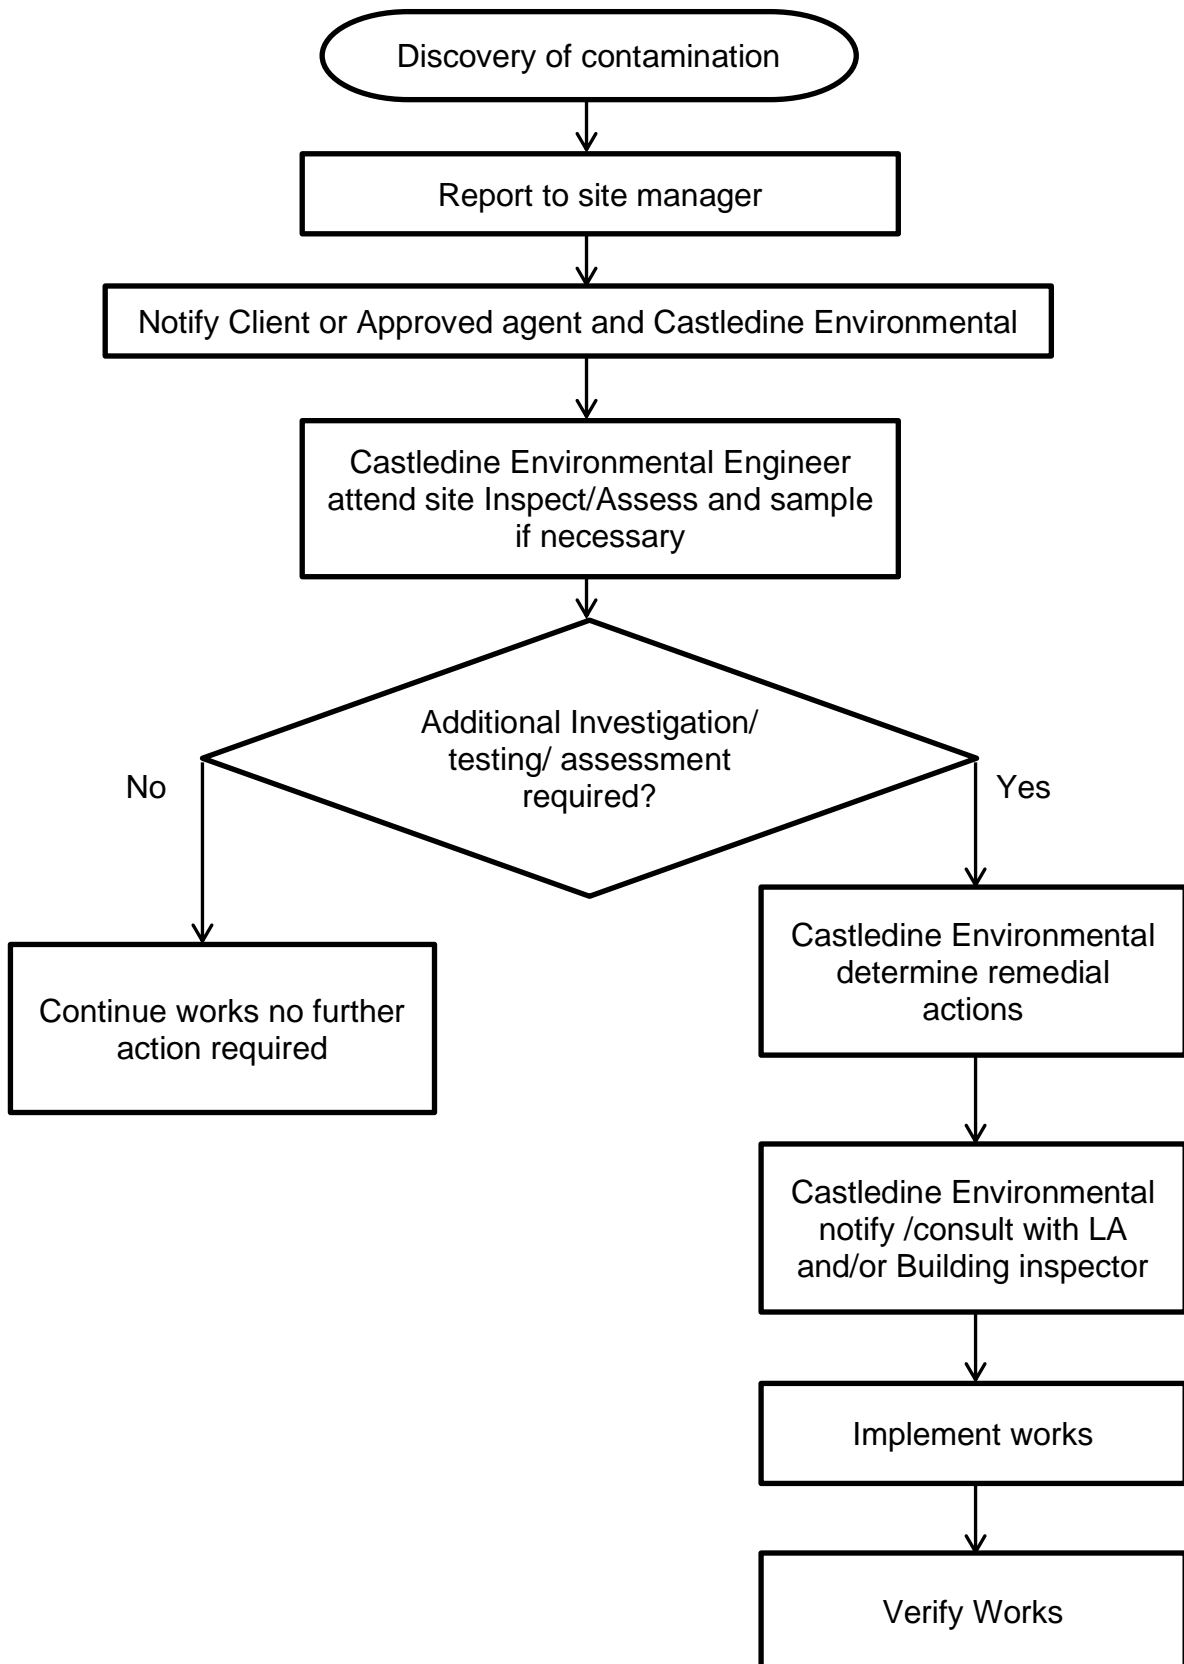 Discovery of contamination
Report to site manager
Notify Client or Approved agent and Castledine Environmental
Castledine Environmental Engineer
attend site Inspect/Assess and sample
if necessary
Additional Investigation/
testing/ assessment
required?
No
Yes
Continue works no further
action required
Castledine Environmental
determine remedial
actions
Castledine Environmental
notify /consult with LA
and/or Building inspector
Implement works
Verify Works